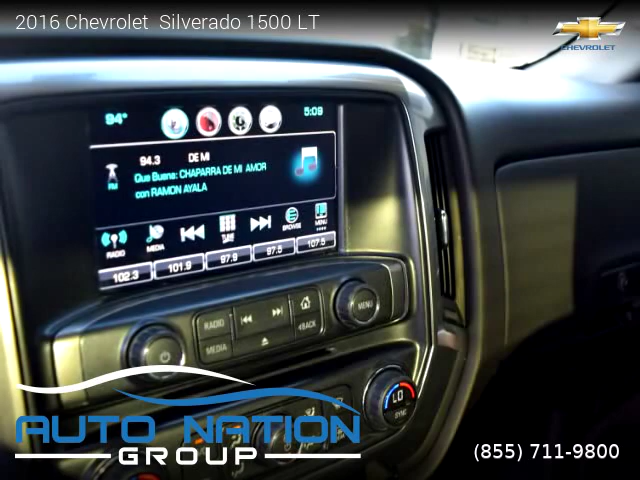 2016 Chevrolet  Silverado 1500 LT
CHEVROLET
94°
5:09
94.3
DE MI
FM
Que Buena: CHAPARRA DE MI AMOR
con RAMON AYALA
RADIO
MEDIA
BROWSE
MENU
102.3
101.9
97.9
97.5
107.5
RADIO
MEDIA
4BACK
MENU
LO
SYNC
AUTO NATION
GROUP
(855) 711-9800